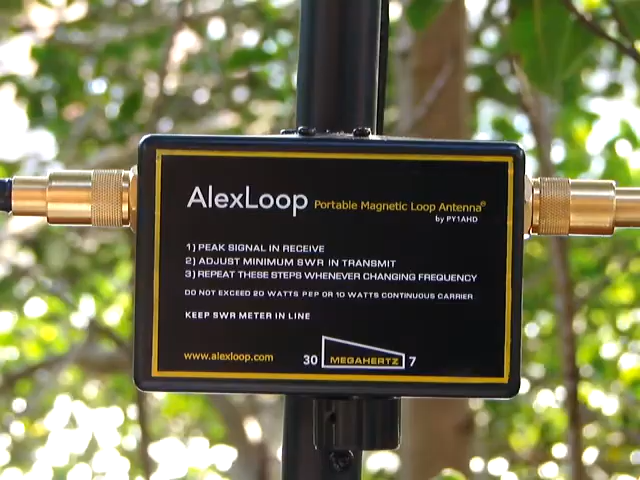 AlexLoop Portable Magnetic Loop Antenna®
by PY1AHD
1) PEAK SIGNAL IN RECEIVE
2) ADJUST MINIMUM SWR IN TRANSMIT
3) REPEAT THESE STEPS WHENEVER CHANGING FREQUENCY
DO NOT EXCEED 20 WATTS PEP OR 10 WATTS CONTINUOUS CARRIER
KEEP SWR METER IN LINE
www.alexloop.com 30 MEGAHERTZ 7